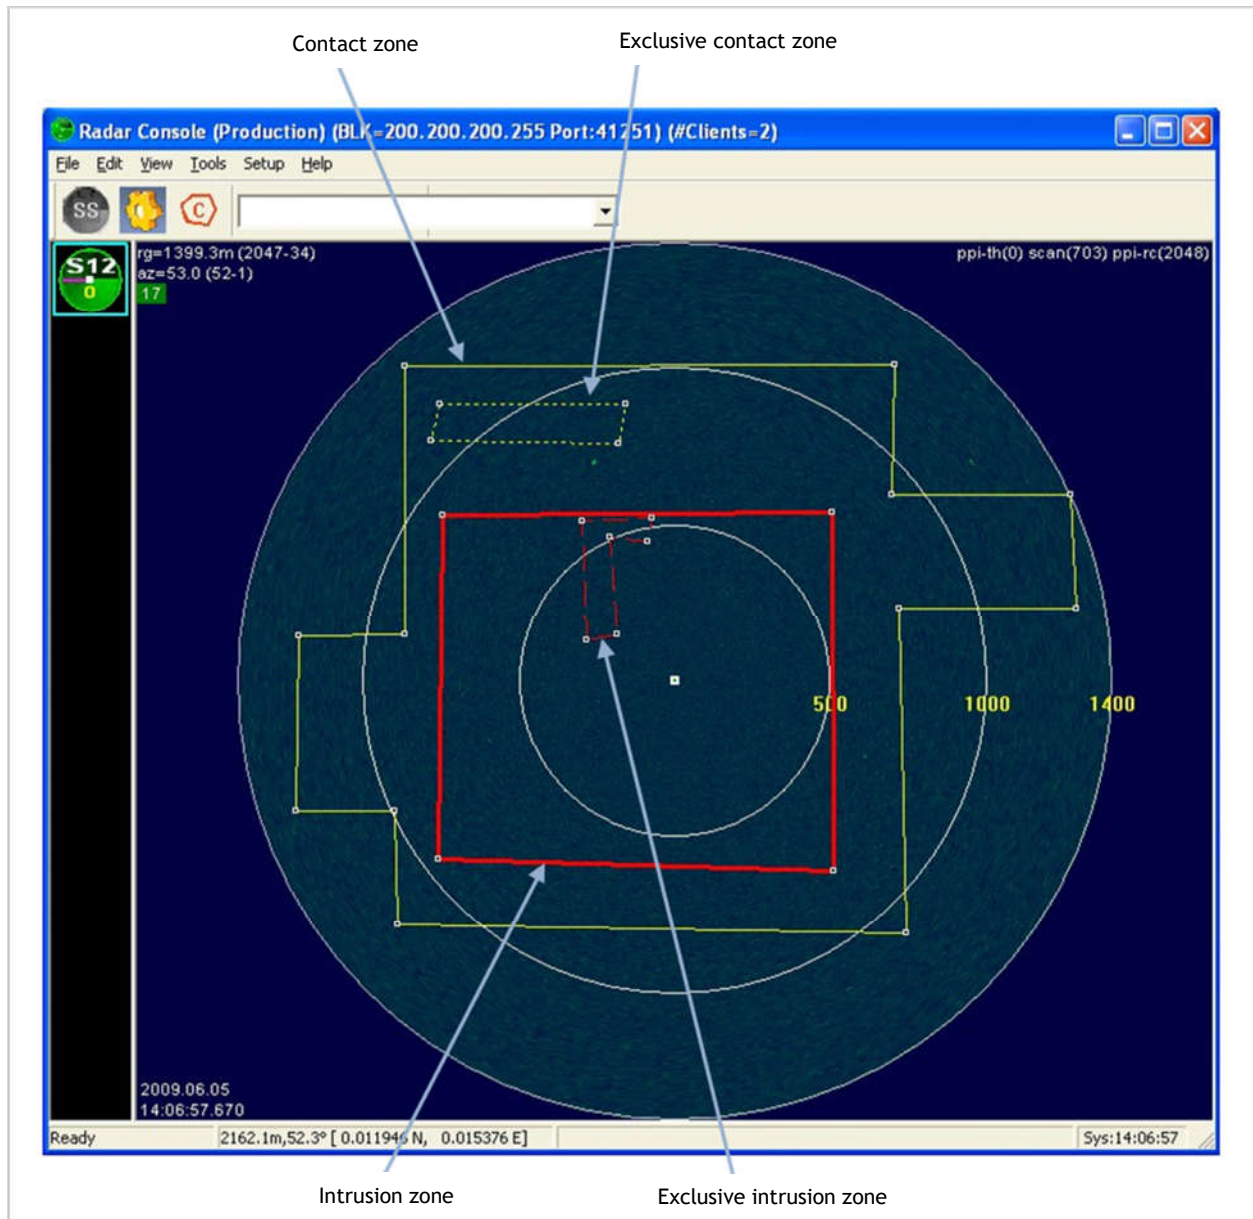 Contact zone
Exclusive contact zone
Radar Console (Production) (BLK=200.200.200.255 Port:41251) (#Clients=2)
File Edit View Tools Setup Help
SS
C
S12
0
rg=1399.3m (2047-34)
az=53.0 (52-1)
17
ppi-th(0) scan(703) ppi-rc(2048)
500 1000 1400
2009.06.05
14:06:57.670
Ready 2162.1m,52.3° [ 0.011946 N, 0.015376 E] Sys:14:06:57
Intrusion zone
Exclusive intrusion zone